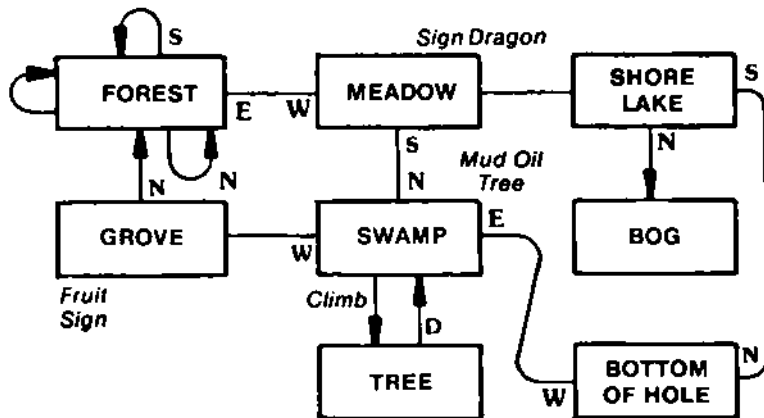 S
Sign Dragon
FOREST
MEADOW
SHORE
LAKE
S
E
W
S
N
N
N
N
Mud Oil
Tree
E
GROVE
W
SWAMP
BOG
Fruit
Sign
Climb
D
TREE
BOTTOM
OF HOLE
N
W